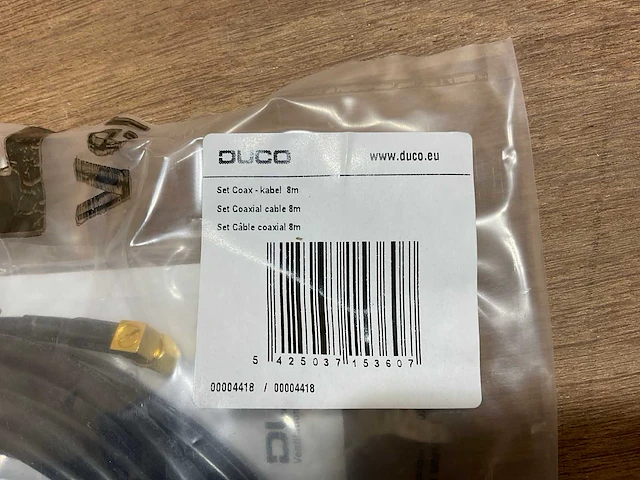 DUCO
www.duco.eu
Set Coax - kabel 8m
Set Coaxial cable 8m
Set Câble coaxial 8m
5 425037 153607
00004418 / 00004418